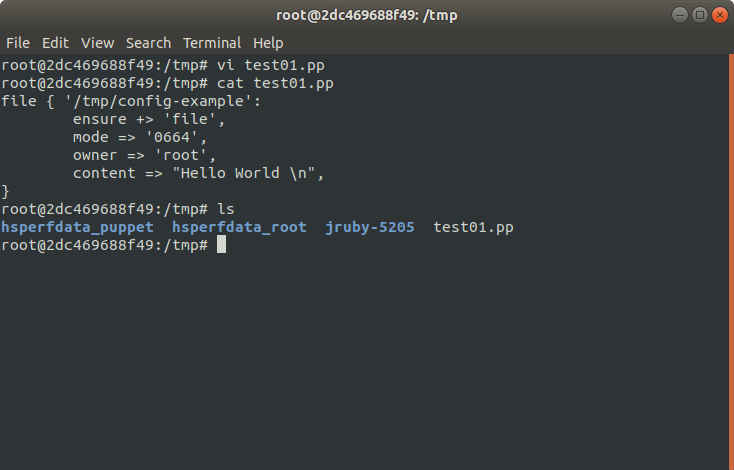 root@2dc469688f49: /tmp
File Edit View Search Terminal Help
root@2dc469688f49:/tmp# vi test01.pp
root@2dc469688f49:/tmp# cat test01.pp
file { '/tmp/config-example':
        ensure +> 'file',
        mode => '0664',
        owner => 'root',
        content => "Hello World \n",
}
root@2dc469688f49:/tmp# ls
hsperfdata_puppet  hsperfdata_root  jruby-5205  test01.pp
root@2dc469688f49:/tmp#